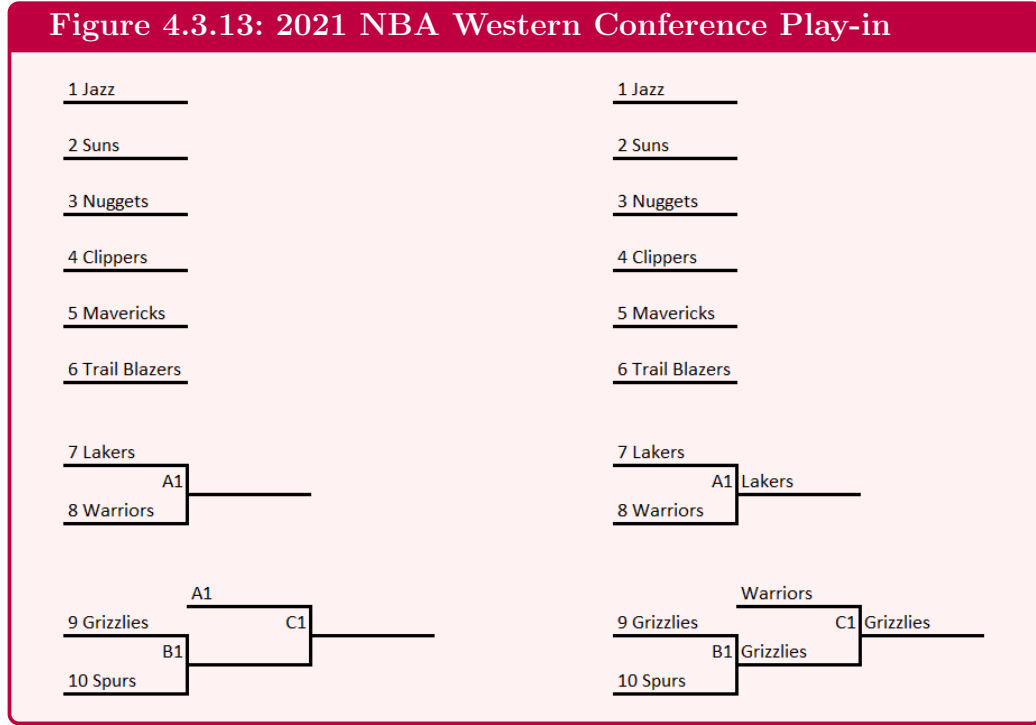 Figure 4.3.13: 2021 NBA Western Conference Play-in
1 Jazz
2 Suns
3 Nuggets
4 Clippers
5 Mavericks
6 Trail Blazers
7 Lakers
A1
8 Warriors
A1
9 Grizzlies
C1
B1
10 Spurs
1 Jazz
2 Suns
3 Nuggets
4 Clippers
5 Mavericks
6 Trail Blazers
7 Lakers
A1 Lakers
8 Warriors
Warriors
9 Grizzlies
C1 Grizzlies
B1 Grizzlies
10 Spurs